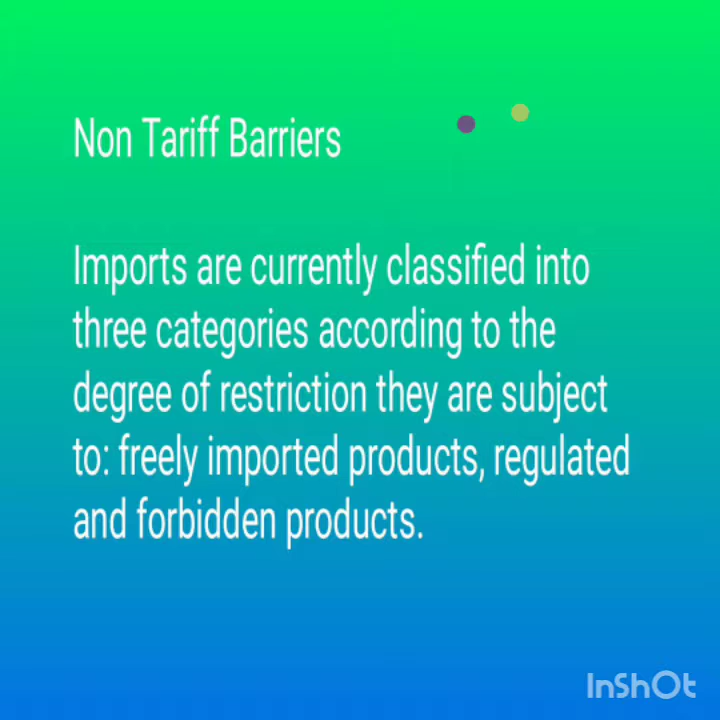 Non Tariff Barriers
Imports are currently classified into
three categories according to the
degree of restriction they are subject
to: freely imported products, regulated
and forbidden products.
InShOt